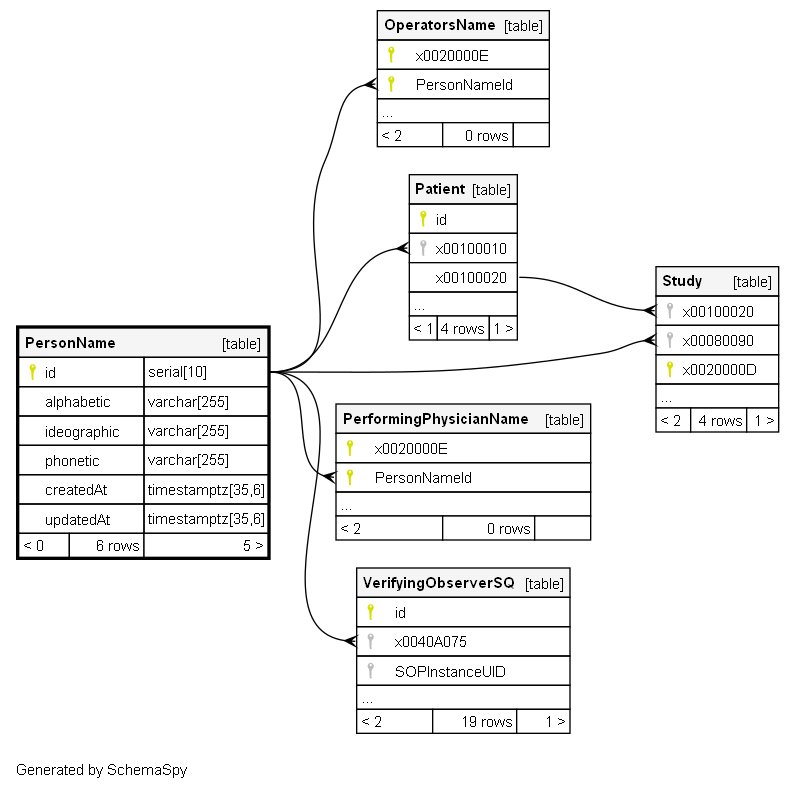 OperatorsName [table]
x0020000E
PersonNameId
...
< 2 0 rows
Patient [table]
id
x00100010
x00100020
...
< 1 4 rows 1 >
Study [table]
x00100020
x00080090
x0020000D
...
< 2 4 rows 1 >
PersonName [table]
id serial[10]
alphabetic varchar[255]
ideographic varchar[255]
phonetic varchar[255]
createdAt timestamptz[35,6]
updatedAt timestamptz[35,6]
< 0 6 rows 5 >
PerformingPhysicianName [table]
x0020000E
PersonNameId
...
< 2 0 rows
VerifyingObserverSQ [table]
id
x0040A075
SOPInstanceUID
...
< 2 19 rows 1 >
Generated by SchemaSpy